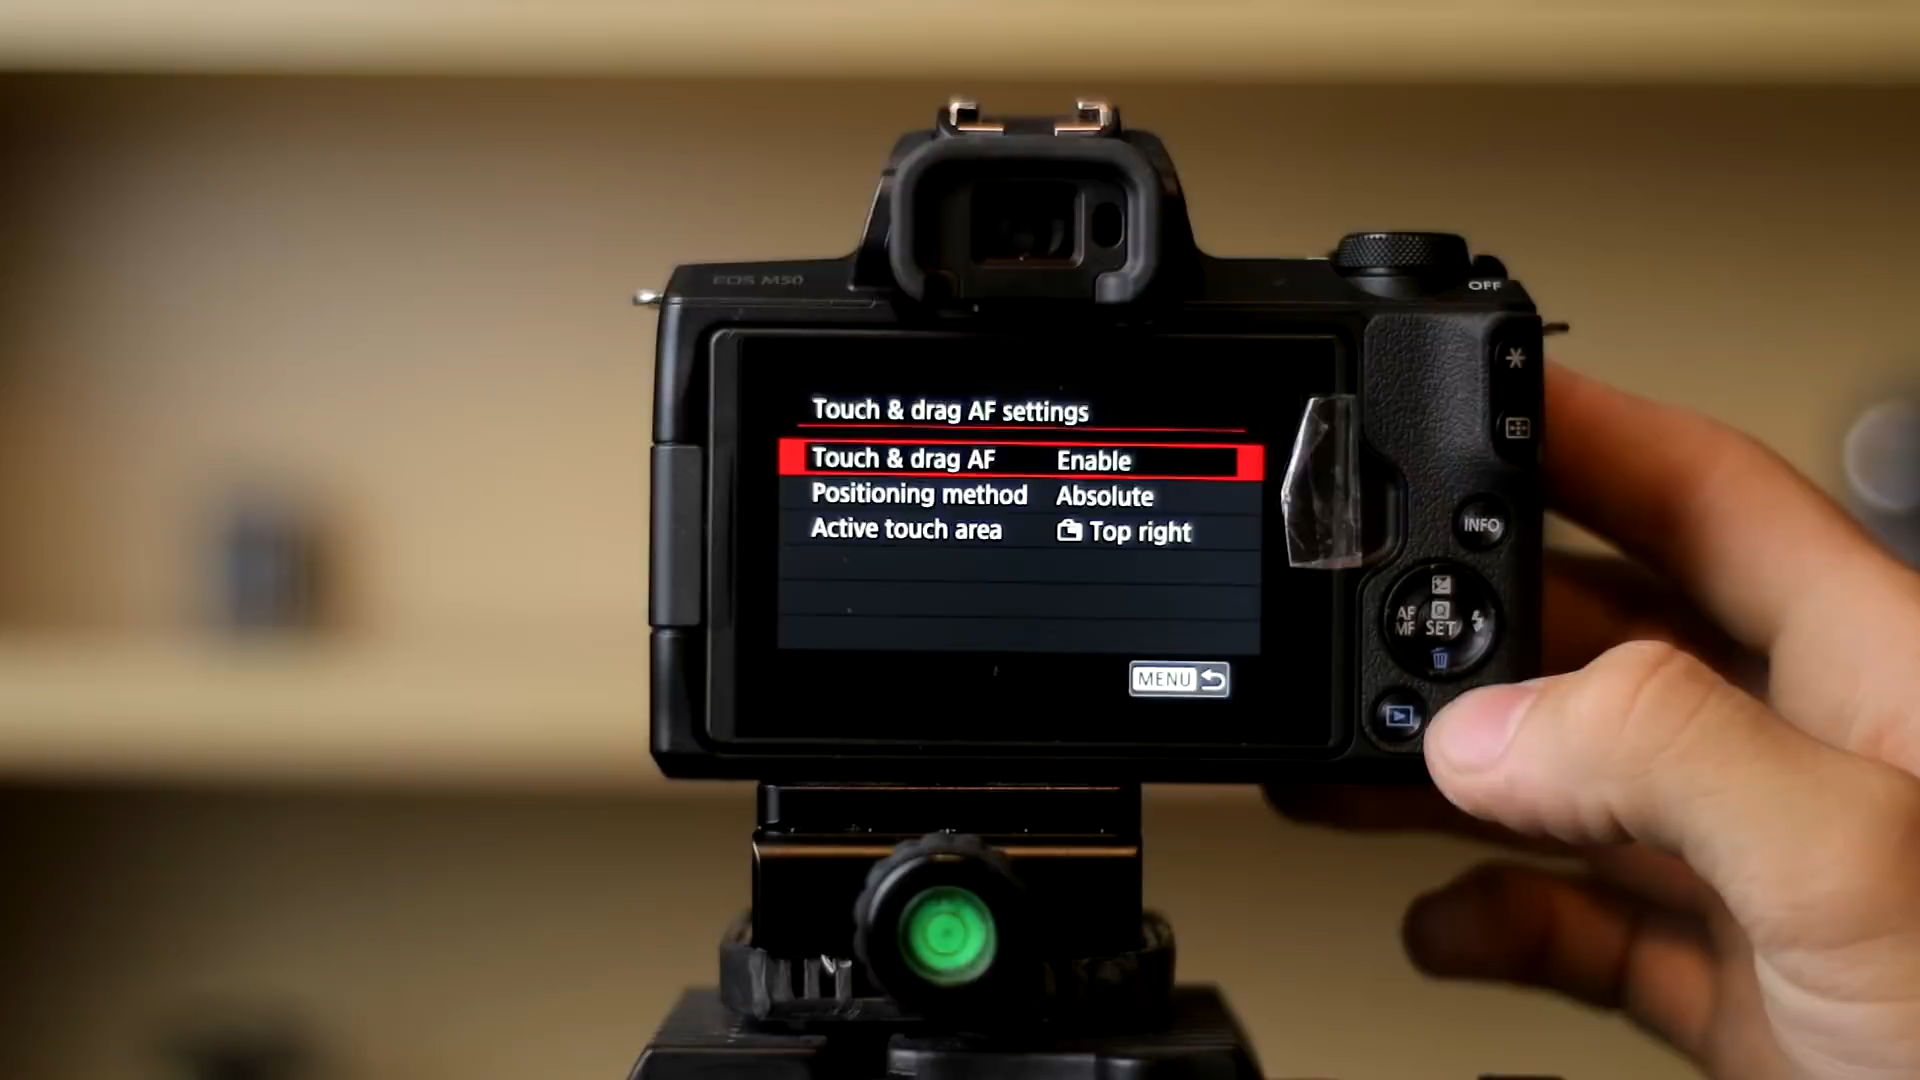 EOS M50
OFF
Touch & drag AF settings
Touch & drag AF Enable
Positioning method Absolute
Active touch area Top right
INFO
AF
MF
Q
SET
MENU